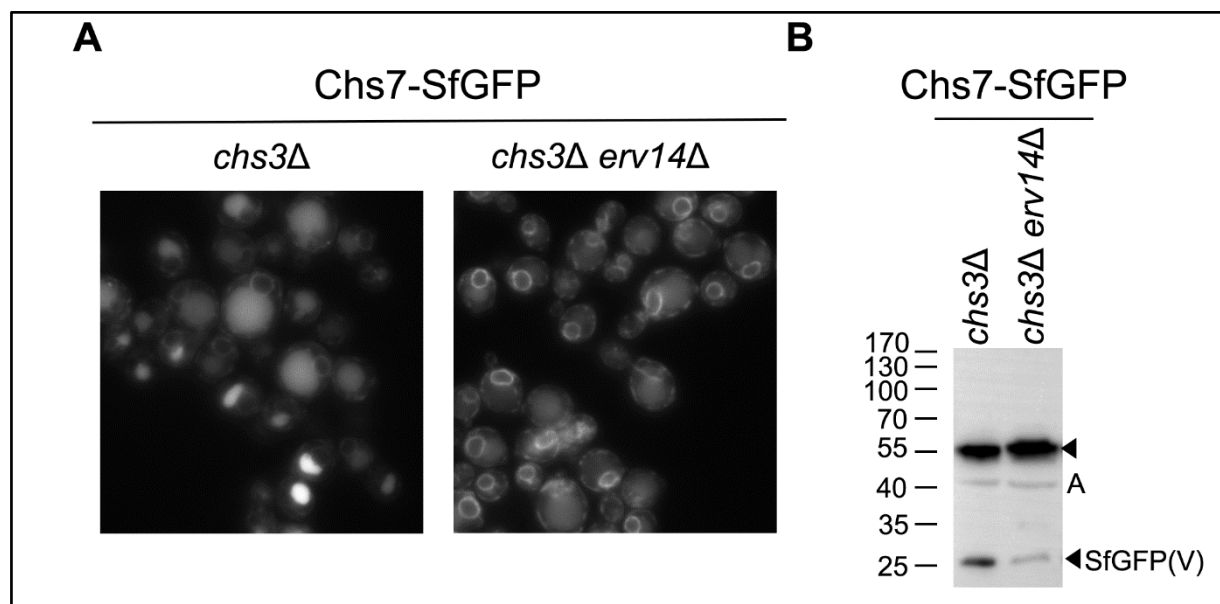 A
B
Chs7-SfGFP
Chs7-SfGFP
chs3Δ
chs3Δ erv14Δ
chs3Δ
chs3Δ erv14Δ
170
130
100
70
55
40
A
35
25
SfGFP(V)